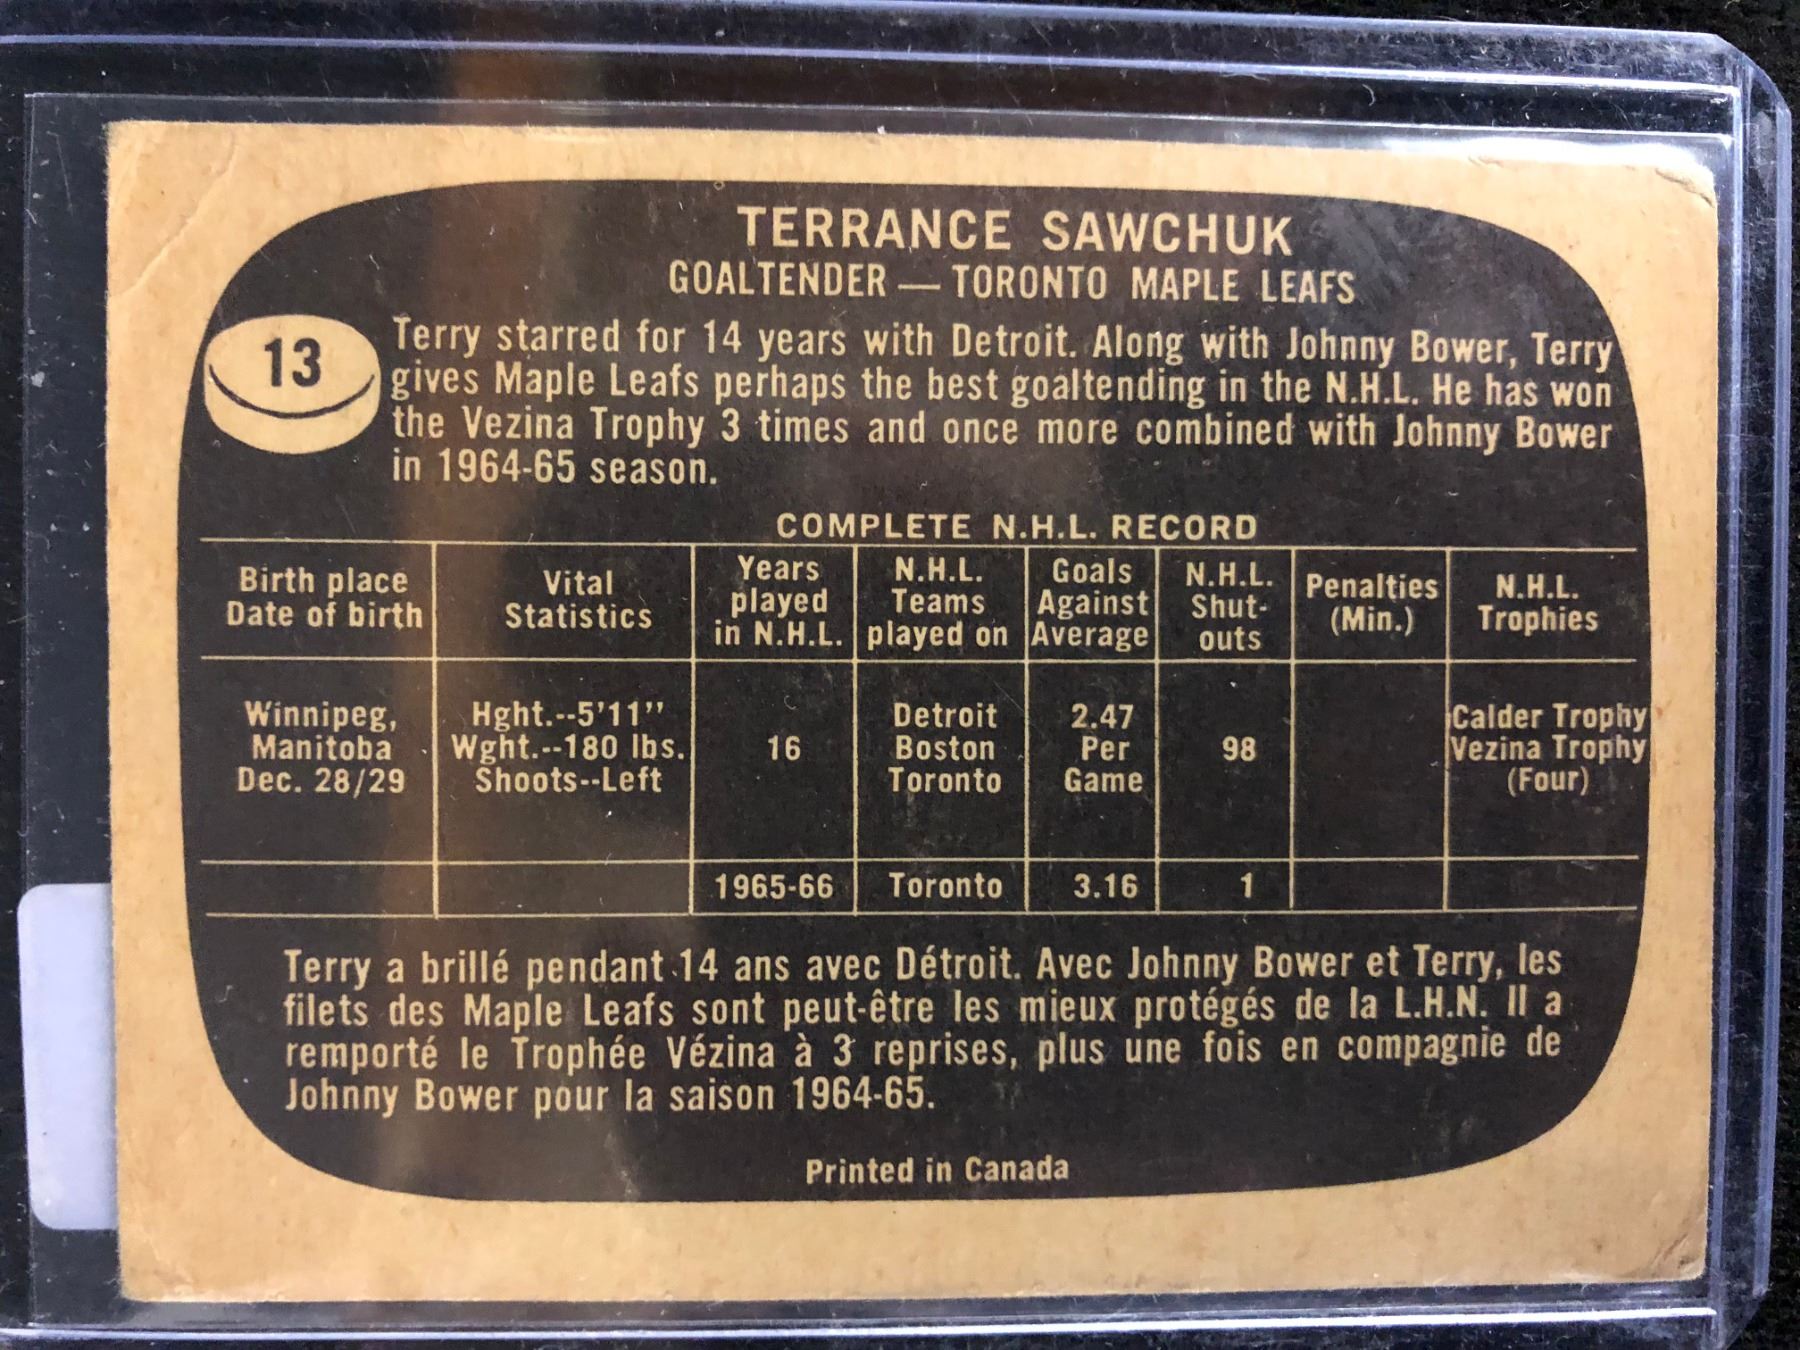 TERRANCE SAWCHUK
GOALTENDER — TORONTO MAPLE LEAFS
13
Terry starred for 14 years with Detroit. Along with Johnny Bower, Terry
gives Maple Leafs perhaps the best goaltending in the N.H.L. He has won
the Vezina Trophy 3 times and once more combined with Johnny Bower
in 1964-65 season.
COMPLETE N.H.L. RECORD
Birth place
Date of birth
Vital
Statistics
Years
played
in N.H.L.
N.H.L.
Teams
played on
Goals
Against
Average
N.H.L.
Shut-
outs
Penalties
(Min.)
N.H.L.
Trophies
Winnipeg,
Manitoba
Dec. 28/29
Hght.--5'11’’
Wght.--180 lbs.
Shoots--Left
16
Detroit
Boston
Toronto
2.47
Per
Game
98
Calder Trophy
Vezina Trophy
(Four)
1965-66
Toronto
3.16
1
Terry a brillé pendant 14 ans avec Détroit. Avec Johnny Bower et Terry, les
filets des Maple Leafs sont peut-être les mieux protégés de la L.H.N. Il a
remporté le Trophée Vézina à 3 reprises, plus une fois en compagnie de
Johnny Bower pour la saison 1964-65.
Printed in Canada